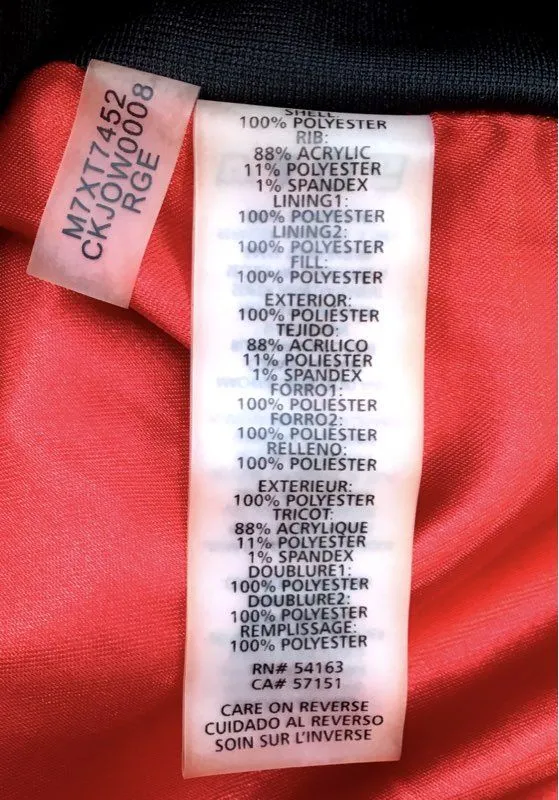 M7XT7452
CKJOW0008
RGE
SHELL:
100% POLYESTER
RIB:
88% ACRYLIC
11% POLYESTER
1% SPANDEX
LINING1:
100% POLYESTER
LINING2:
100% POLYESTER
FILL:
100% POLYESTER
EXTERIOR:
100% POLIESTER
TEJIDO:
88% ACRILICO
11% POLIESTER
1% SPANDEX
FORRO1:
100% POLIESTER
FORRO2:
100% POLIESTER
RELLENO:
100% POLIESTER
EXTERIEUR:
100% POLYESTER
TRICOT:
88% ACRYLIQUE
11% POLYESTER
1% SPANDEX
DOUBLURE1:
100% POLYESTER
DOUBLURE2:
100% POLYESTER
REMPLISSAGE:
100% POLYESTER
RN# 54163
CA# 57151
CARE ON REVERSE
CUIDADO AL REVERSO
SOIN SUR L'INVERSE